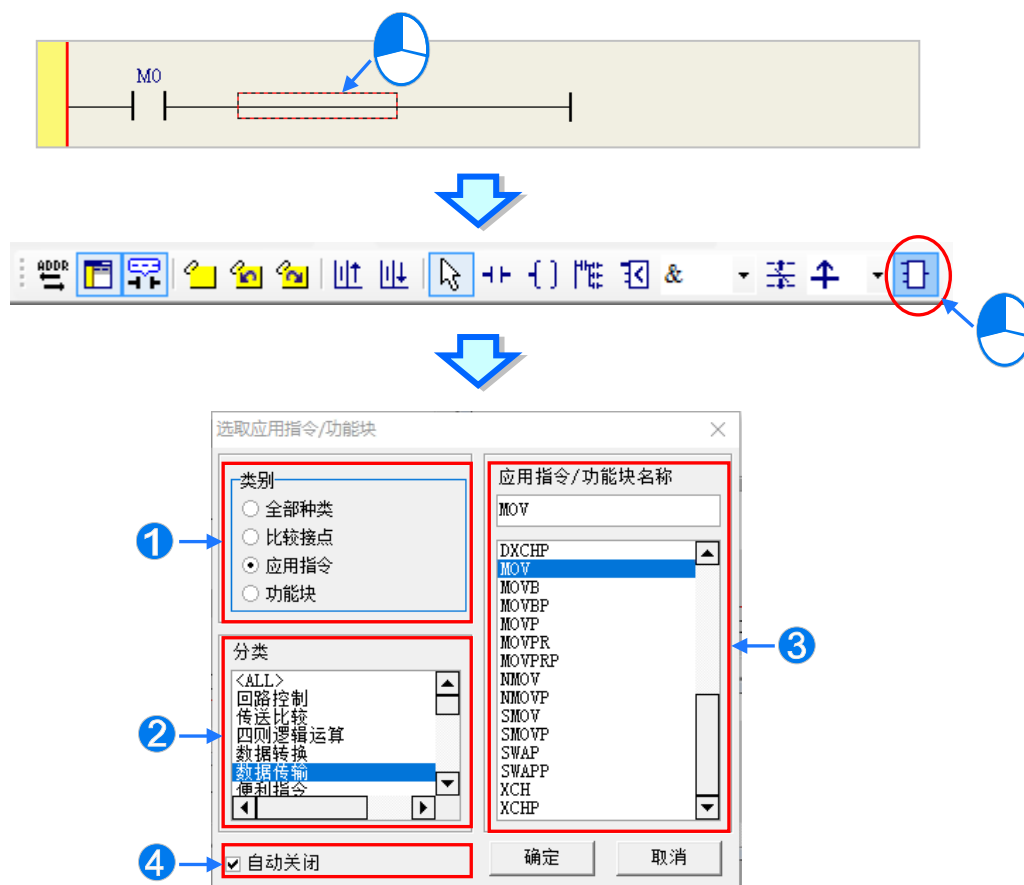 M0
ADDR
&
选取应用指令/功能块
类别
全部种类
比较接点
应用指令
功能块
1
分类
<ALL>
回路控制
传送比较
四则逻辑运算
数据转换
数据传输
便利指令
2
4
自动关闭
应用指令/功能块名称
MOV
DXCHP
MOV
MOVB
MOVBP
MOVP
MOVPR
MOVPRP
NMOV
NMOVP
SMOV
SMOVP
SWAP
SWAPP
XCH
XCHP
3
确定
取消